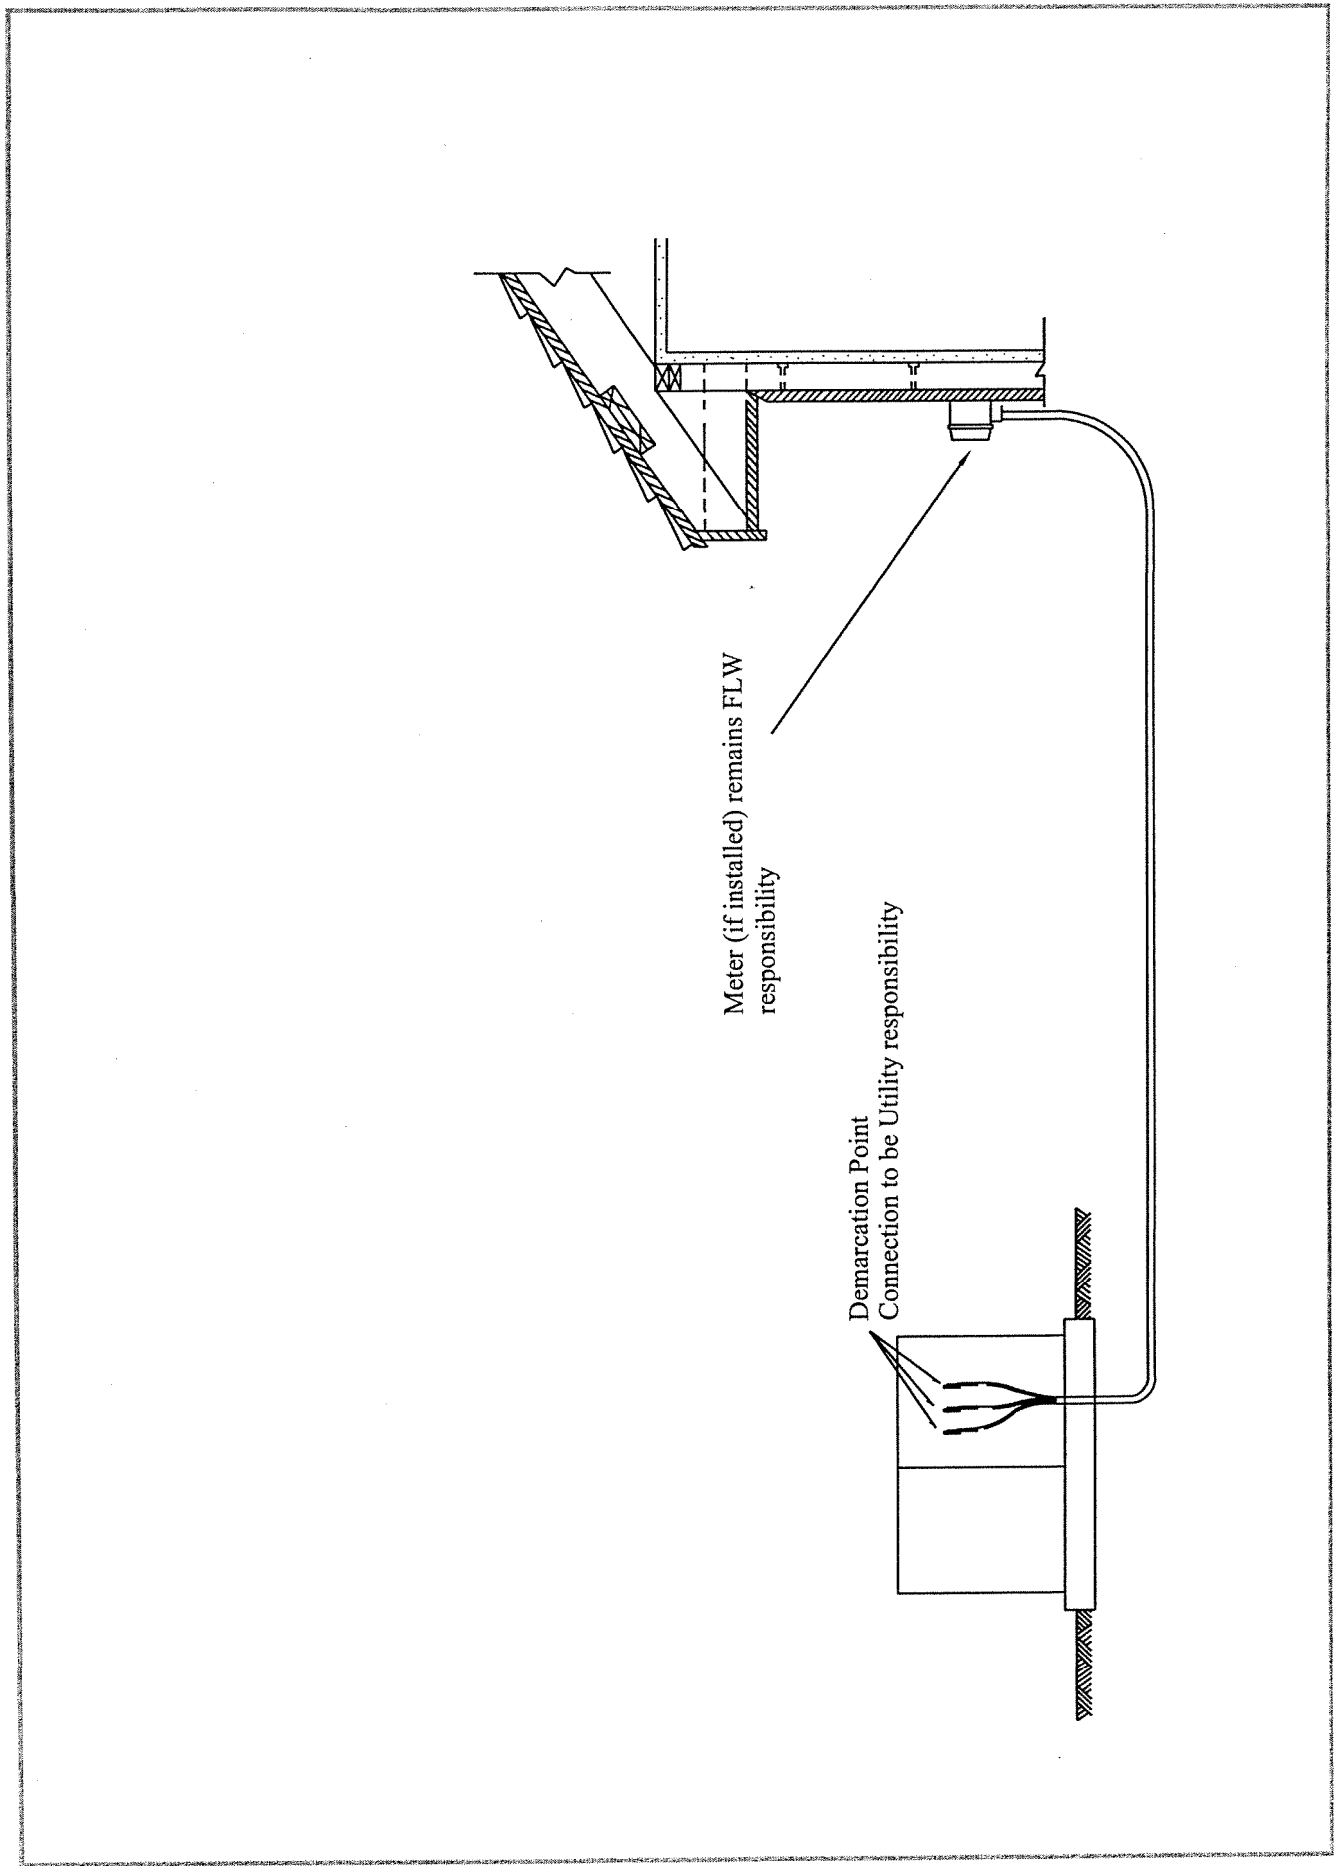 Meter (if installed) remains FLW
responsibility
Demarcation Point
Connection to be Utility responsibility